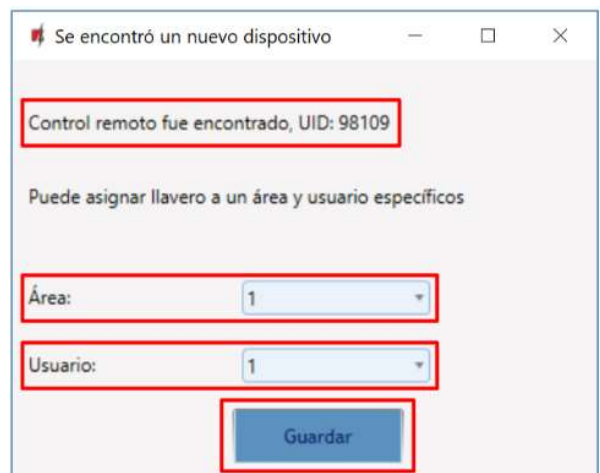 Se encontró un nuevo dispositivo
Control remoto fue encontrado, UID: 98109
Puede asignar llavero a un área y usuario específicos
Área: 1
Usuario: 1
Guardar